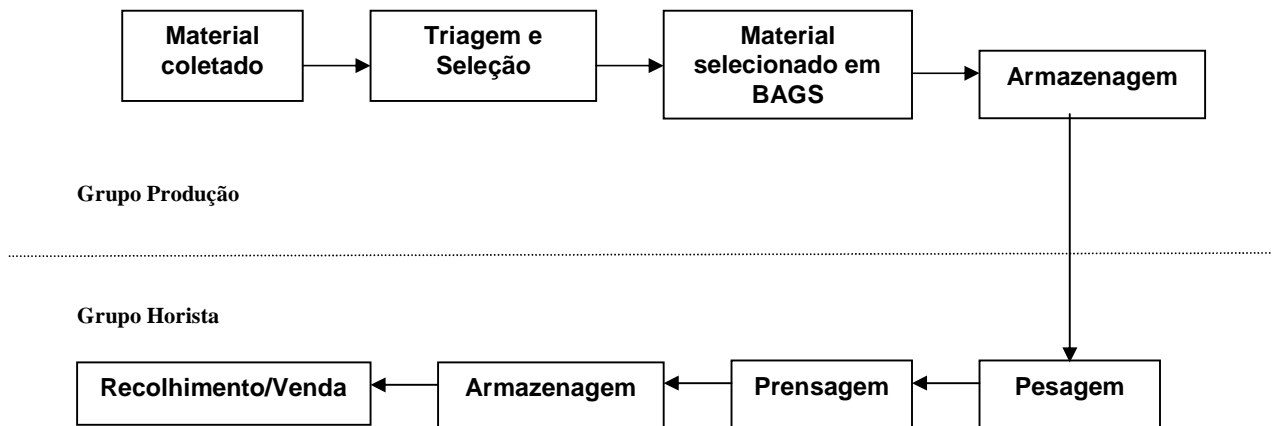 Material
coletado
Triagem e
Seleção
Material
selecionado em
BAGS
Armazenagem
Grupo Produção
Grupo Horista
Recolhimento/Venda
Armazenagem
Prensagem
Pesagem